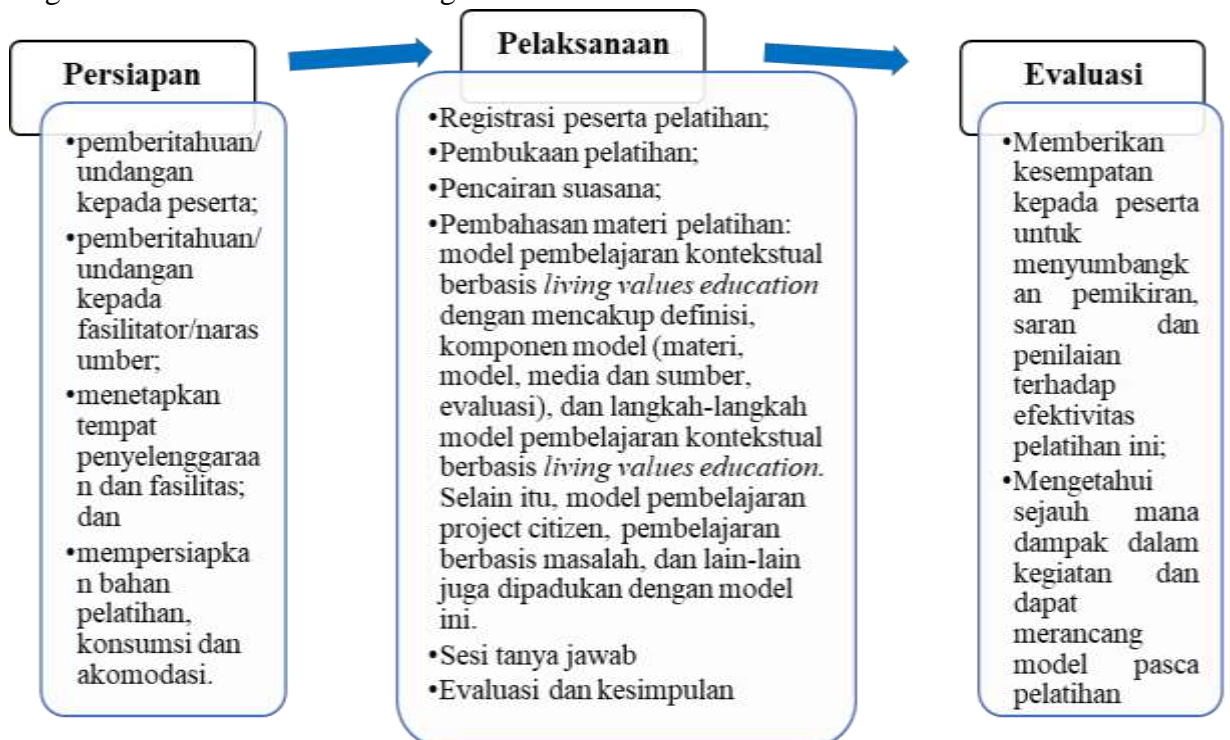 Persiapan
•pemberitahuan/
undangan
kepada peserta;
•pemberitahuan/
undangan
kepada
fasilitator/naras
umber;
•menetapkan
tempat
penyelenggaraa
n dan fasilitas;
dan
•mempersiapka
n bahan
pelatihan,
konsumsi dan
akomodasi.
Pelaksanaan
•Registrasi peserta pelatihan;
•Pembukaan pelatihan;
•Pencairan suasana;
•Pembahasan materi pelatihan:
model pembelajaran kontekstual
berbasis living values education
dengan mencakup definisi,
komponen model (materi,
model, media dan sumber,
evaluasi), dan langkah-langkah
model pembelajaran kontekstual
berbasis living values education.
Selain itu, model pembelajaran
project citizen, pembelajaran
berbasis masalah, dan lain-lain
juga dipadukan dengan model
ini.
•Sesi tanya jawab
•Evaluasi dan kesimpulan
Evaluasi
•Memberikan
kesempatan
kepada peserta
untuk
menyumbangk
an pemikiran,
saran dan
penilaian
terhadap
efektivitas
pelatihan ini;
•Mengetahui
sejauh mana
dampak dalam
kegiatan dan
dapat
merancang
model pasca
pelatihan